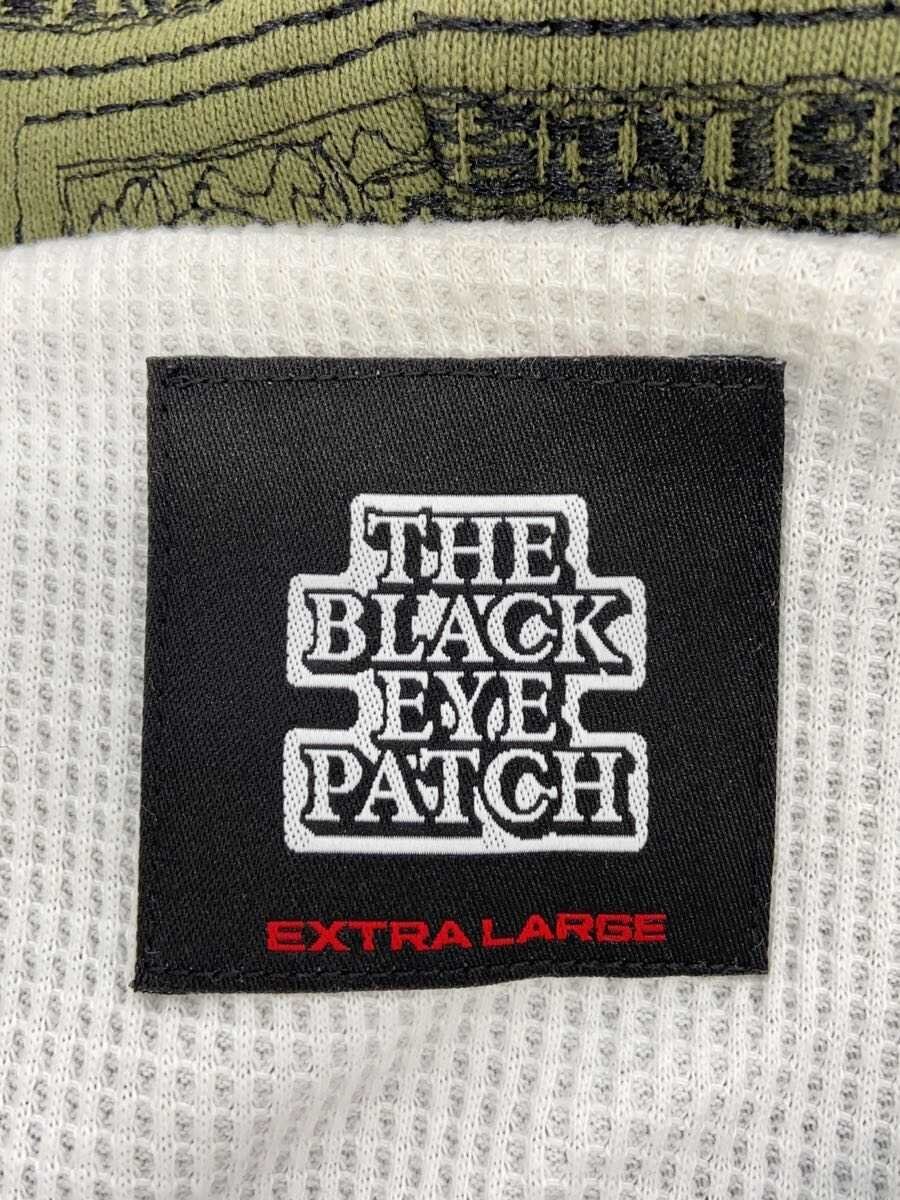 THE
BLACK
EYE
PATCH
EXTRA LARGE